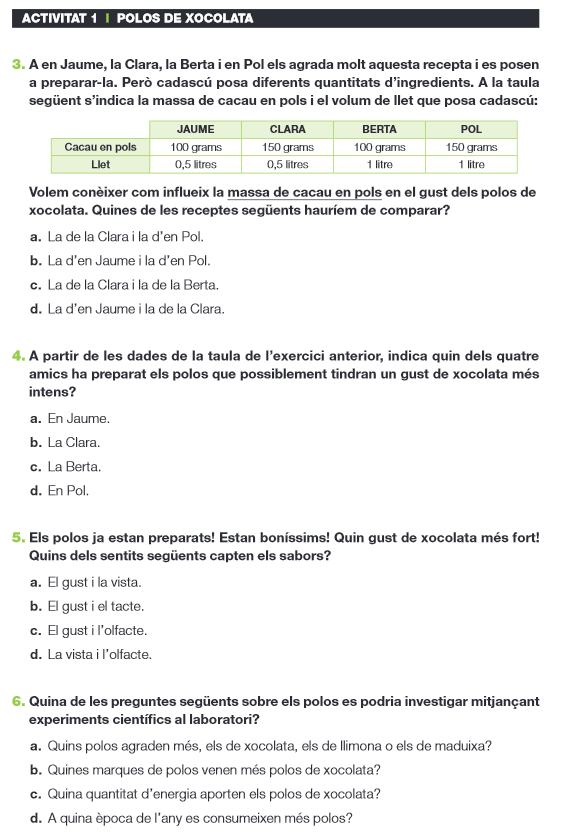 ACTIVITAT 1 | POLOS DE XOCOLATA
3. A en Jaume, la Clara, la Berta i en Pol els agrada molt aquesta recepta i es posen
a preparar-la. Però cadascú posa diferents quantitats d'ingredients. A la taula
següent s'indica la massa de cacau en pols i el volum de llet que posa cadascú:
JAUME CLARA BERTA POL
Cacau en pols 100 grams 150 grams 100 grams 150 grams
Llet 0,5 litres 0,5 litres 1 litre 1 litre
Volem conèixer com influeix la massa de cacau en pols en el gust dels polos de
xocolata. Quines de les receptes següents hauríem de comparar?
a. La de la Clara i la d'en Pol.
b. La d'en Jaume i la d'en Pol.
c. La de la Clara i la de la Berta.
d. La d'en Jaume i la de la Clara.
4. A partir de les dades de la taula de l'exercici anterior, indica quin dels quatre
amics ha preparat els polos que possiblement tindran un gust de xocolata més
intens?
a. En Jaume.
b. La Clara.
c. La Berta.
d. En Pol.
5. Els polos ja estan preparats! Estan boníssims! Quin gust de xocolata més fort!
Quins dels sentits següents capten els sabors?
a. El gust i la vista.
b. El gust i el tacte.
c. El gust i l'olfacte.
d. La vista i l'olfacte.
6. Quina de les preguntes següents sobre els polos es podria investigar mitjançant
experiments científics al laboratori?
a. Quins polos agraden més, els de xocolata, els de llimona o els de maduixa?
b. Quines marques de polos venen més polos de xocolata?
c. Quina quantitat d'energia aporten els polos de xocolata?
d. A quina època de l'any es consumeixen més polos?